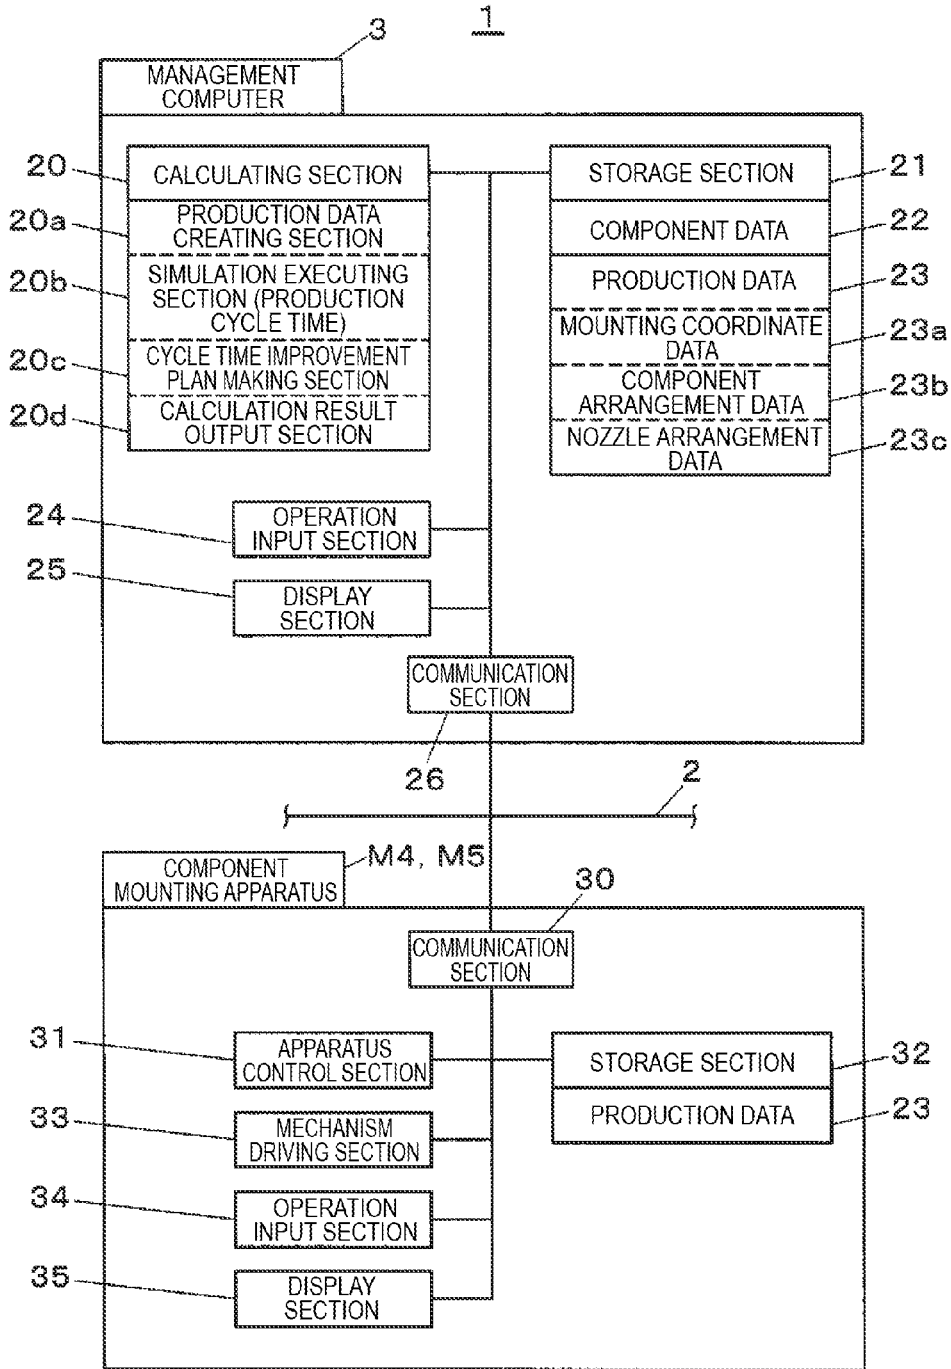 1
3
MANAGEMENT
COMPUTER
20
CALCULATING SECTION
20a
PRODUCTION DATA
CREATING SECTION
20b
SIMULATION EXECUTING
SECTION (PRODUCTION
CYCLE TIME)
20c
CYCLE TIME IMPROVEMENT
PLAN MAKING SECTION
20d
CALCULATION RESULT
OUTPUT SECTION
STORAGE SECTION
21
COMPONENT DATA
22
PRODUCTION DATA
23
MOUNTING COORDINATE
DATA
23a
COMPONENT
ARRANGEMENT DATA
23b
NOZZLE ARRANGEMENT
DATA
23c
24
OPERATION
INPUT SECTION
25
DISPLAY
SECTION
COMMUNICATION
SECTION
26
2
COMPONENT
MOUNTING APPARATUS
M4, M5
30
COMMUNICATION
SECTION
31
APPARATUS
CONTROL SECTION
STORAGE SECTION
32
PRODUCTION DATA
23
33
MECHANISM
DRIVING SECTION
34
OPERATION
INPUT SECTION
35
DISPLAY
SECTION